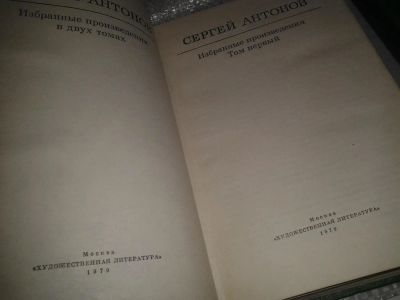 АНТОНОВ
Избранные произведения
в двух томах
Москва
«ХУДОЖЕСТВЕННАЯ ЛИТЕРАТУРА»
1979
СЕРГЕЙ АНТОНОВ
Избранные произведения
Том первый
Москва
«ХУДОЖЕСТВЕННАЯ ЛИТЕРАТУРА»
1979